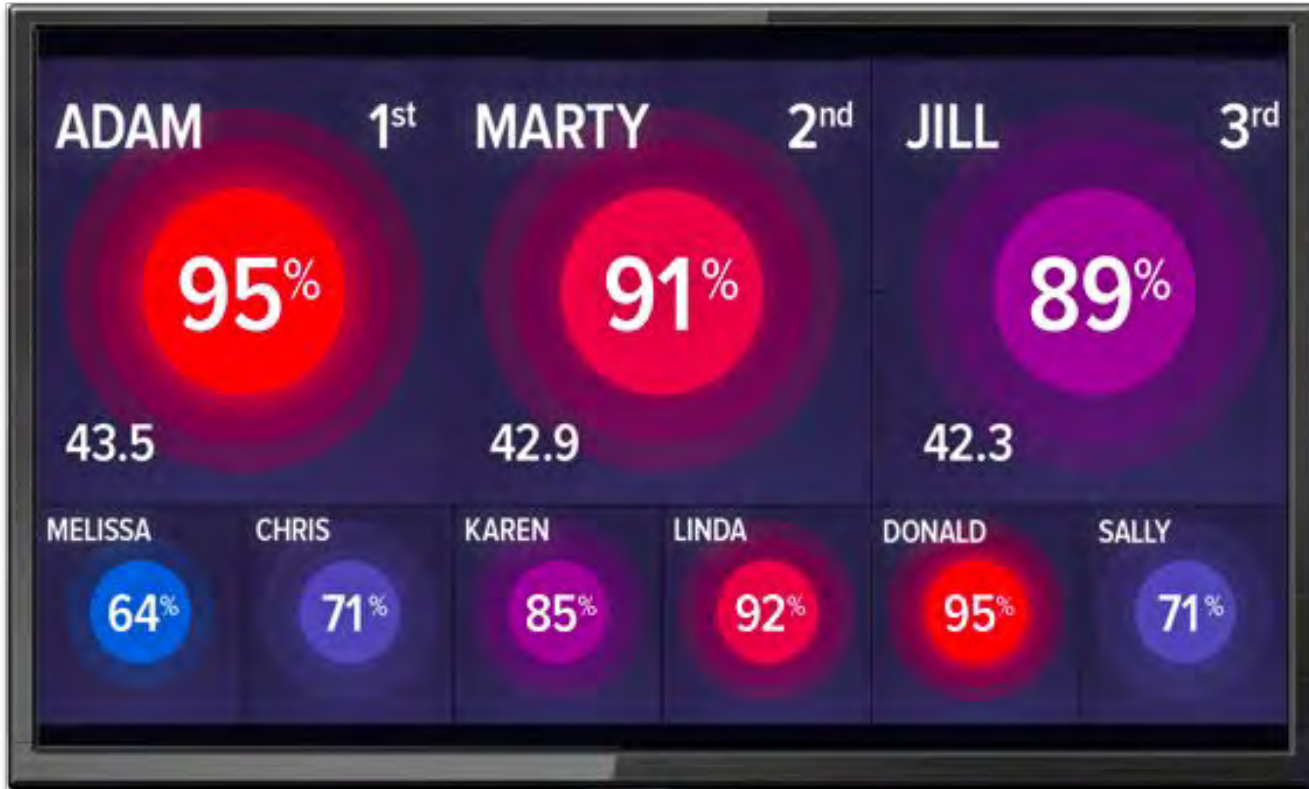 ADAM 1st MARTY 2nd JILL 3rd
95% 91% 89%
43.5 42.9 42.3
MELISSA CHRIS KAREN LINDA DONALD SALLY
64% 71% 85% 92% 95% 71%